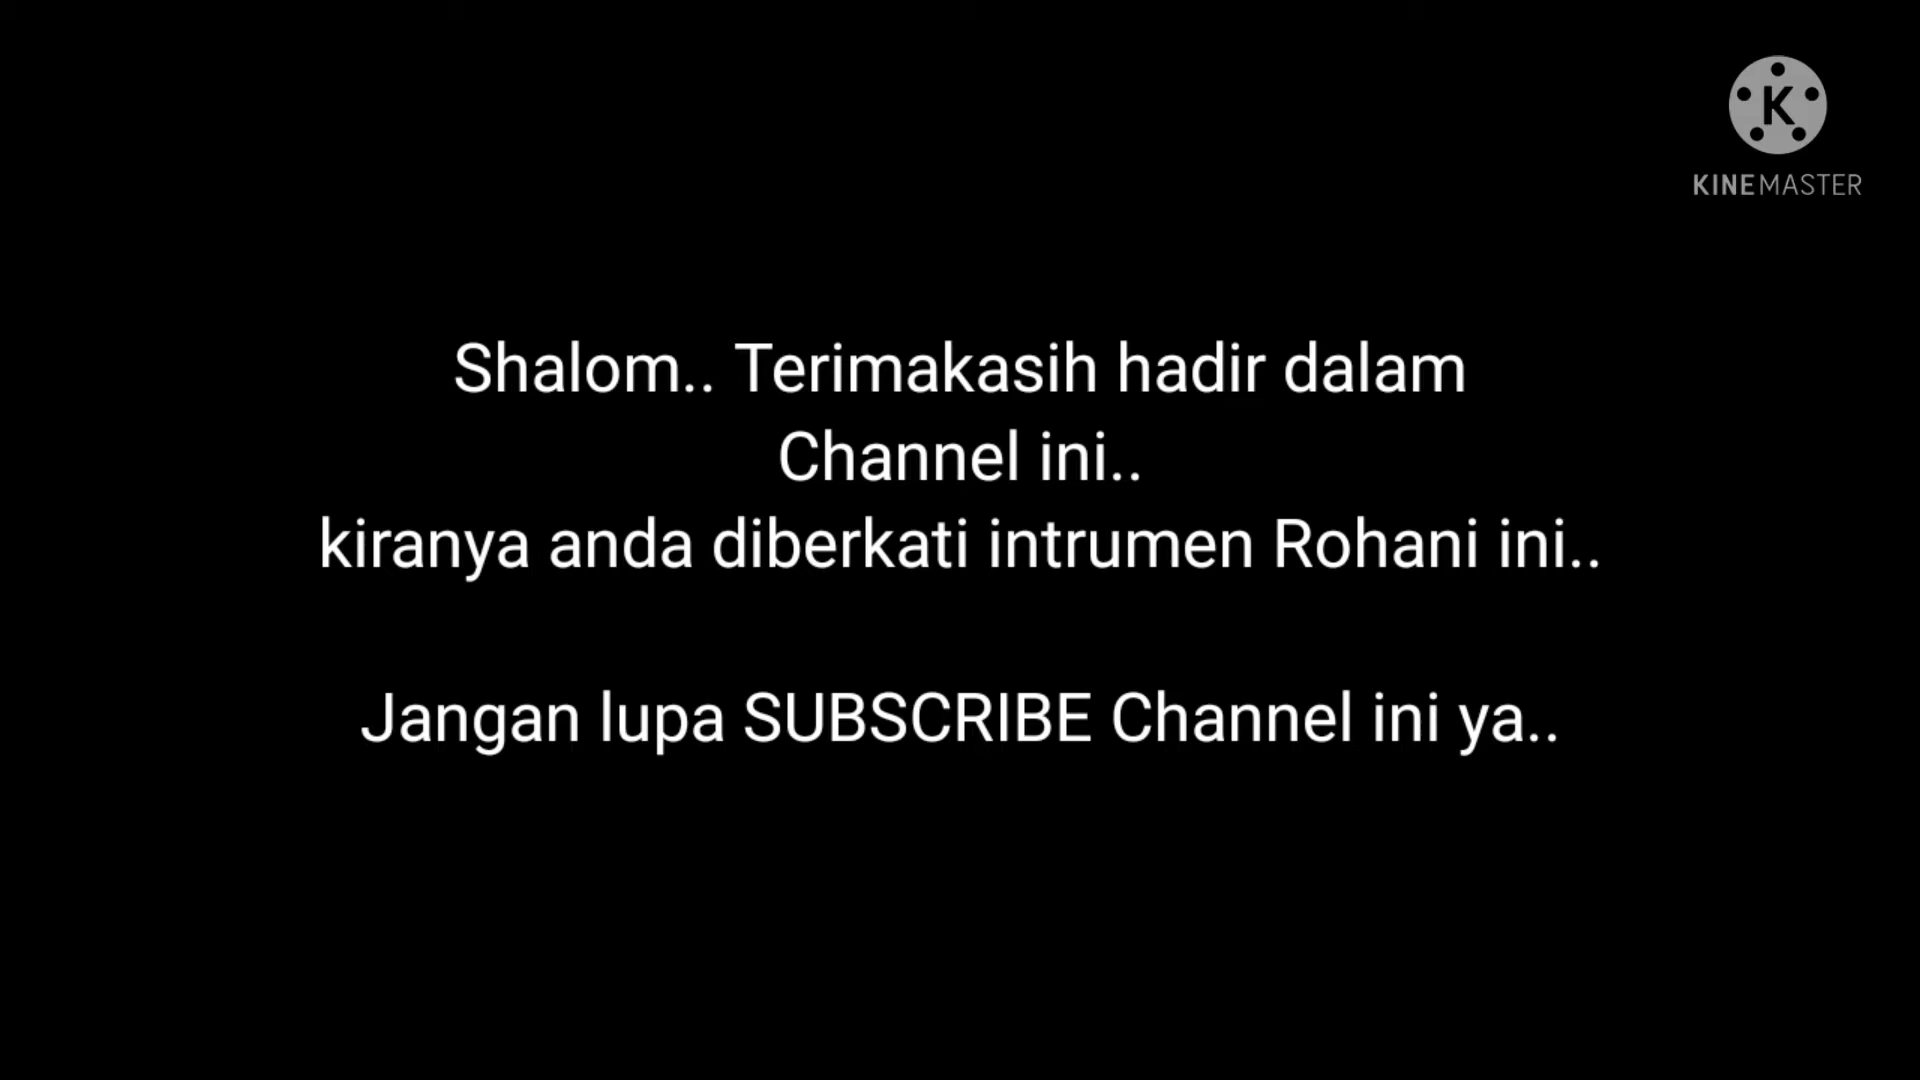 KINEMASTER
Shalom.. Terimakasih hadir dalam
Channel ini..
kiranya anda diberkati intrumen Rohani ini..
Jangan lupa SUBSCRIBE Channel ini ya..